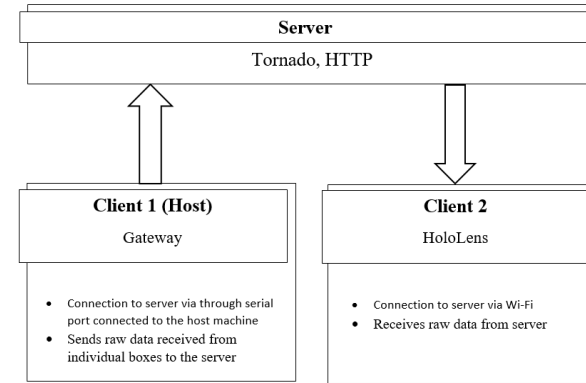 Server
Tornado, HTTP
Client 1 (Host)
Gateway
• Connection to server via through serial
port connected to the host machine
• Sends raw data received from
individual boxes to the server
Client 2
HoloLens
• Connection to server via Wi-Fi
• Receives raw data from server